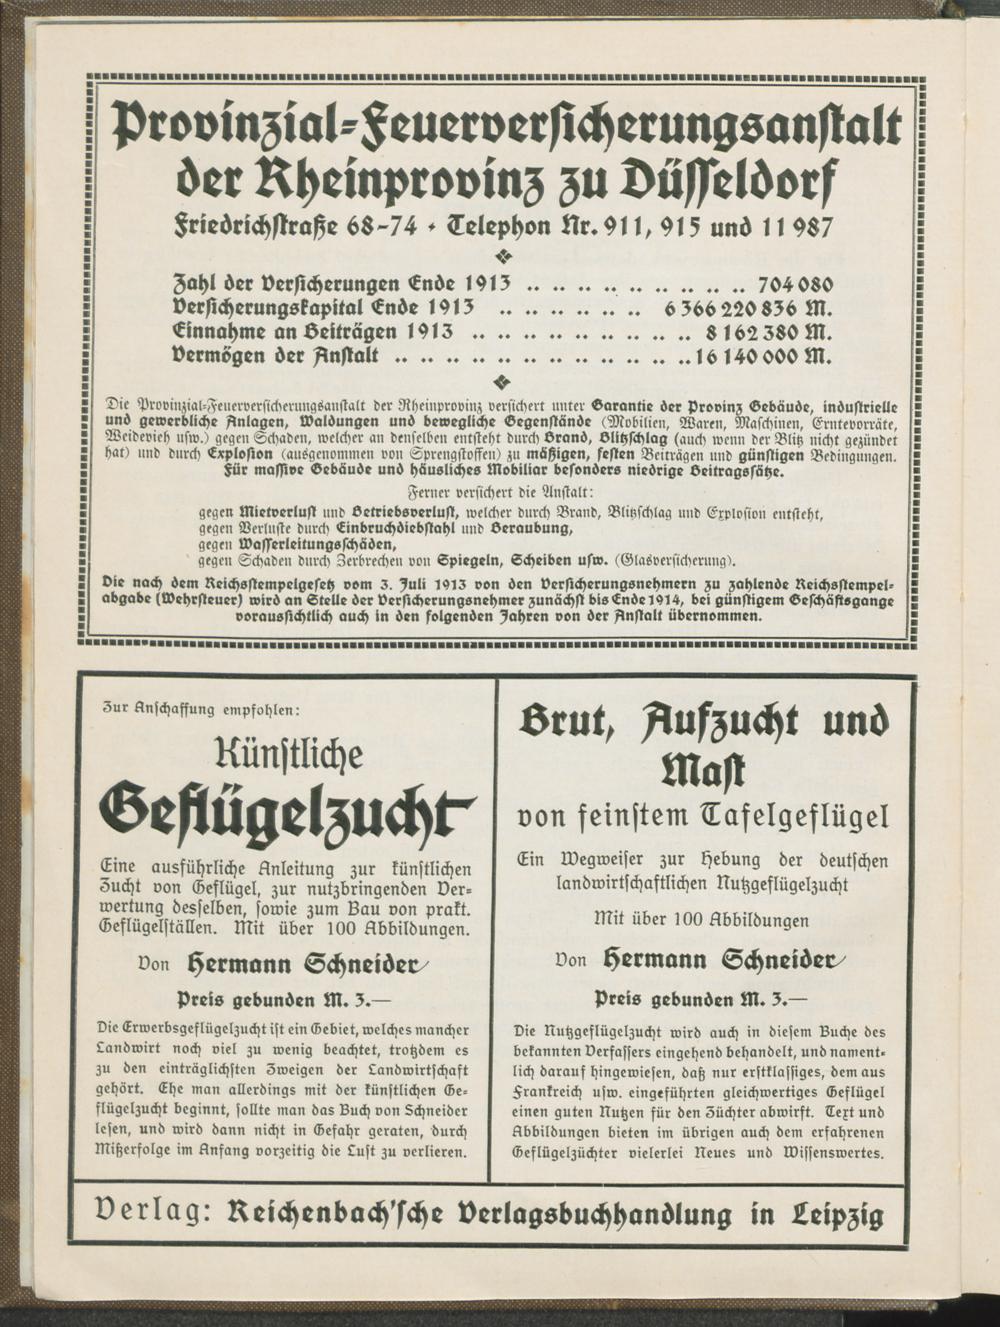 Provinzial-Feuerversicherungsanstalt
der Rheinprovinz zu Düsseldorf
Friedrichstraße 68-74 · Telephon Nr. 911, 915 und 11 987
Zahl der Versicherungen Ende 1913 .. .. .. .. .. .. .. .. .. 704 080
Versicherungskapital Ende 1913 .. .. .. .. .. .. 6 366 220 836 M.
Einnahme an Beiträgen 1913 .. .. .. .. .. .. .. .. .. 8 162 380 M.
Vermögen der Anstalt .. .. .. .. .. .. .. .. .. .. .. .. 16 140 000 M.
Die Provinzial-Feuerversicherungsanstalt der Rheinprovinz versichert unter Garantie der Provinz Gebäude, industrielle
und gewerbliche Anlagen, Waldungen und bewegliche Gegenstände (Mobilien, Waren, Maschinen, Erntevorräte,
Weidevieh usw.) gegen Schaden, welcher an denselben entsteht durch Brand, Blitzschlag (auch wenn der Blitz nicht gezündet
hat) und durch Explosion (ausgenommen von Sprengstoffen) zu mäßigen, festen Beiträgen und günstigen Bedingungen.
Für massive Gebäude und häusliches Mobiliar besonders niedrige Beitragssätze.
Ferner versichert die Anstalt:
gegen Mietverlust und Betriebsverlust, welcher durch Brand, Blitzschlag und Explosion entsteht,
gegen Verluste durch Einbruchdiebstahl und Beraubung,
gegen Wasserleitungsschäden,
gegen Schaden durch Zerbrechen von Spiegeln, Scheiben usw. (Glasversicherung).
Die nach dem Reichsstempelgesetz vom 3. Juli 1913 von den Versicherungsnehmern zu zahlende Reichsstempel-
abgabe (Wehrsteuer) wird an Stelle der Versicherungsnehmer zunächst bis Ende 1914, bei günstigem Geschäftsgange
voraussichtlich auch in den folgenden Jahren von der Anstalt übernommen.
Zur Anschaffung empfohlen:
Künstliche
Geflügelzucht
Eine ausführliche Anleitung zur künstlichen
Zucht von Geflügel, zur nutzbringenden Ver-
wertung desselben, sowie zum Bau von prakt.
Geflügelställen. Mit über 100 Abbildungen.
Von Hermann Schneider
Preis gebunden M. 3.—
Die Erwerbsgeflügelzucht ist ein Gebiet, welches mancher
Landwirt noch viel zu wenig beachtet, trotzdem es
zu den einträglichsten Zweigen der Landwirtschaft
gehört. Ehe man allerdings mit der künstlichen Ge-
flügelzucht beginnt, sollte man das Buch von Schneider
lesen, und wird dann nicht in Gefahr geraten, durch
Mißerfolge im Anfang vorzeitig die Lust zu verlieren.
Brut, Aufzucht und
Mast
von feinstem Tafelgeflügel
Ein Wegweiser zur Hebung der deutschen
landwirtschaftlichen Nutzgeflügelzucht
Mit über 100 Abbildungen
Von Hermann Schneider
Preis gebunden M. 3.—
Die Nutzgeflügelzucht wird auch in diesem Buche des
bekannten Verfassers eingehend behandelt, und nament-
lich darauf hingewiesen, daß nur erstklassiges, dem aus
Frankreich usw. eingeführten gleichwertiges Geflügel
einen guten Nutzen für den Züchter abwirft. Text und
Abbildungen bieten im übrigen auch dem erfahrenen
Geflügelzüchter vielerlei Neues und Wissenswertes.
Verlag: Reichenbach'sche Verlagsbuchhandlung in Leipzig